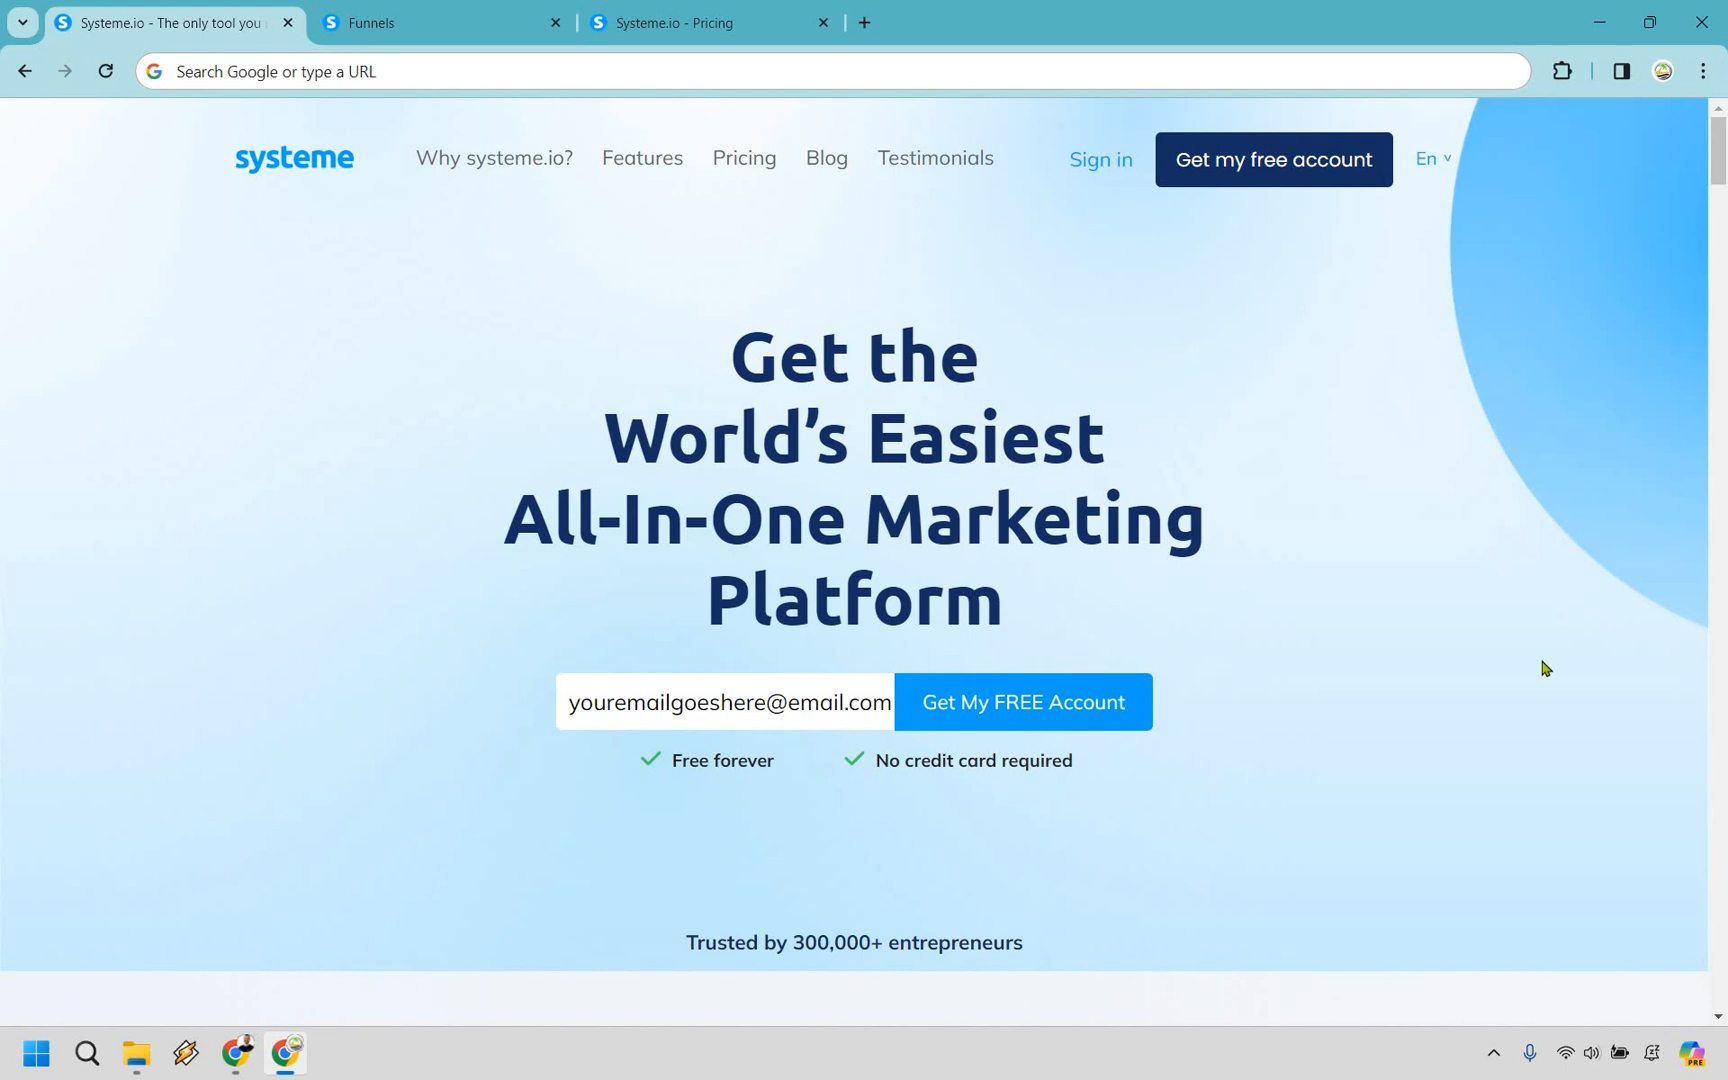 Systeme.io - The only tool you
Funnels
Systeme.io - Pricing
Search Google or type a URL
systeme
Why systeme.io?
Features
Pricing
Blog
Testimonials
Sign in
Get my free account
En
Get the
World's Easiest
All-In-One Marketing
Platform
youremailgoeshere@email.com
Get My FREE Account
Free forever
No credit card required
Trusted by 300,000+ entrepreneurs
PRE